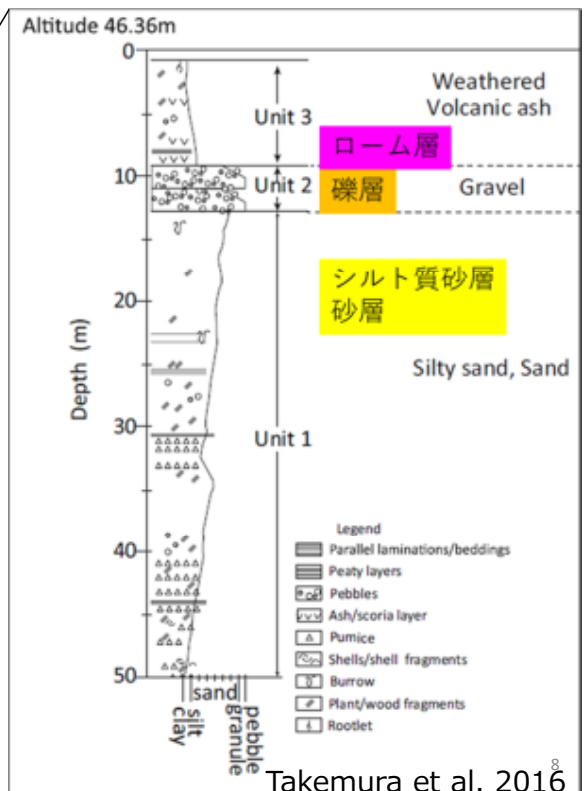 Altitude 46.36m
0
10
20
30
40
50
Depth (m)
Unit 3
Unit 2
Unit 1
Weathered
Volcanic ash
ローム層
礫層
Gravel
シルト質砂層
砂層
Silty sand, Sand
Legend
Parallel laminations/beddings
Peaty layers
Pebbles
Ash/scoria layer
Pumice
Shells/shell fragments
Burrow
Plant/wood fragments
Rootlet
sand
clay
silt
granule
pebble
8
Takemura et al. 2016